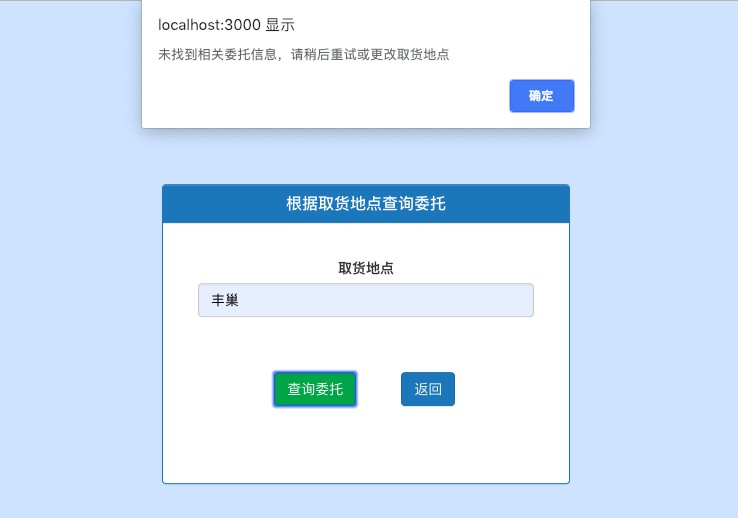 localhost:3000 显示
未找到相关委托信息，请稍后重试或更改取货地点
确定
根据取货地点查询委托
取货地点
丰巢
查询委托
返回